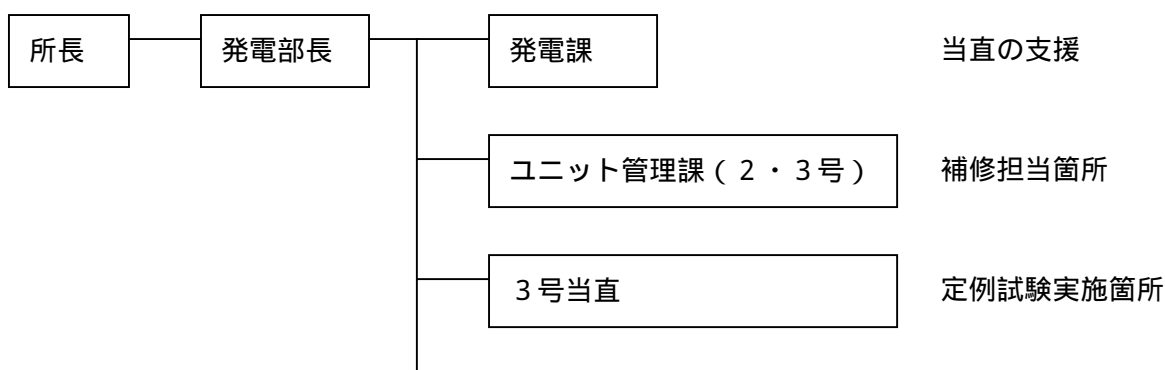 所長 発電部長 発電課 当直の支援
ユニット管理課(2・3号) 補修担当箇所
3号当直 定例試験実施箇所